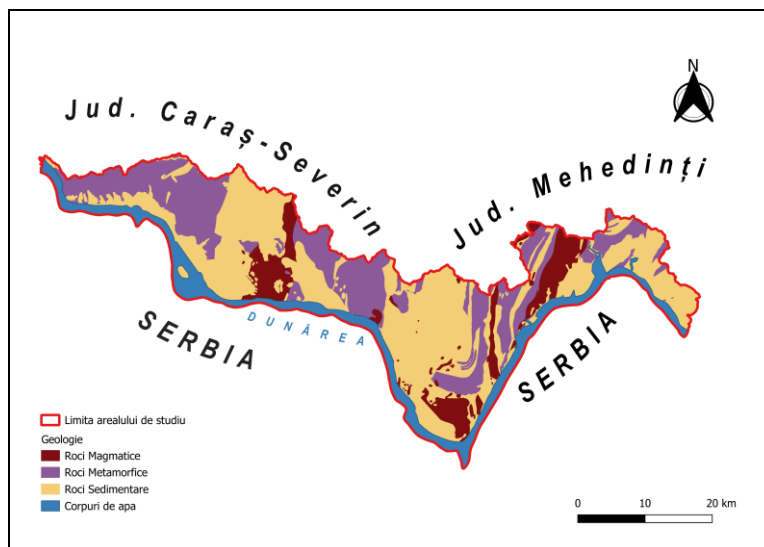 N
Jud. Caraș-Severin
Jud. Mehedinți
SERBIA
DUNĂREA
SERBIA
Limita arealului de studiu
Geologie
Roci Magmatice
Roci Metamorfice
Roci Sedimentare
Corpuri de apa
0 10 20 km